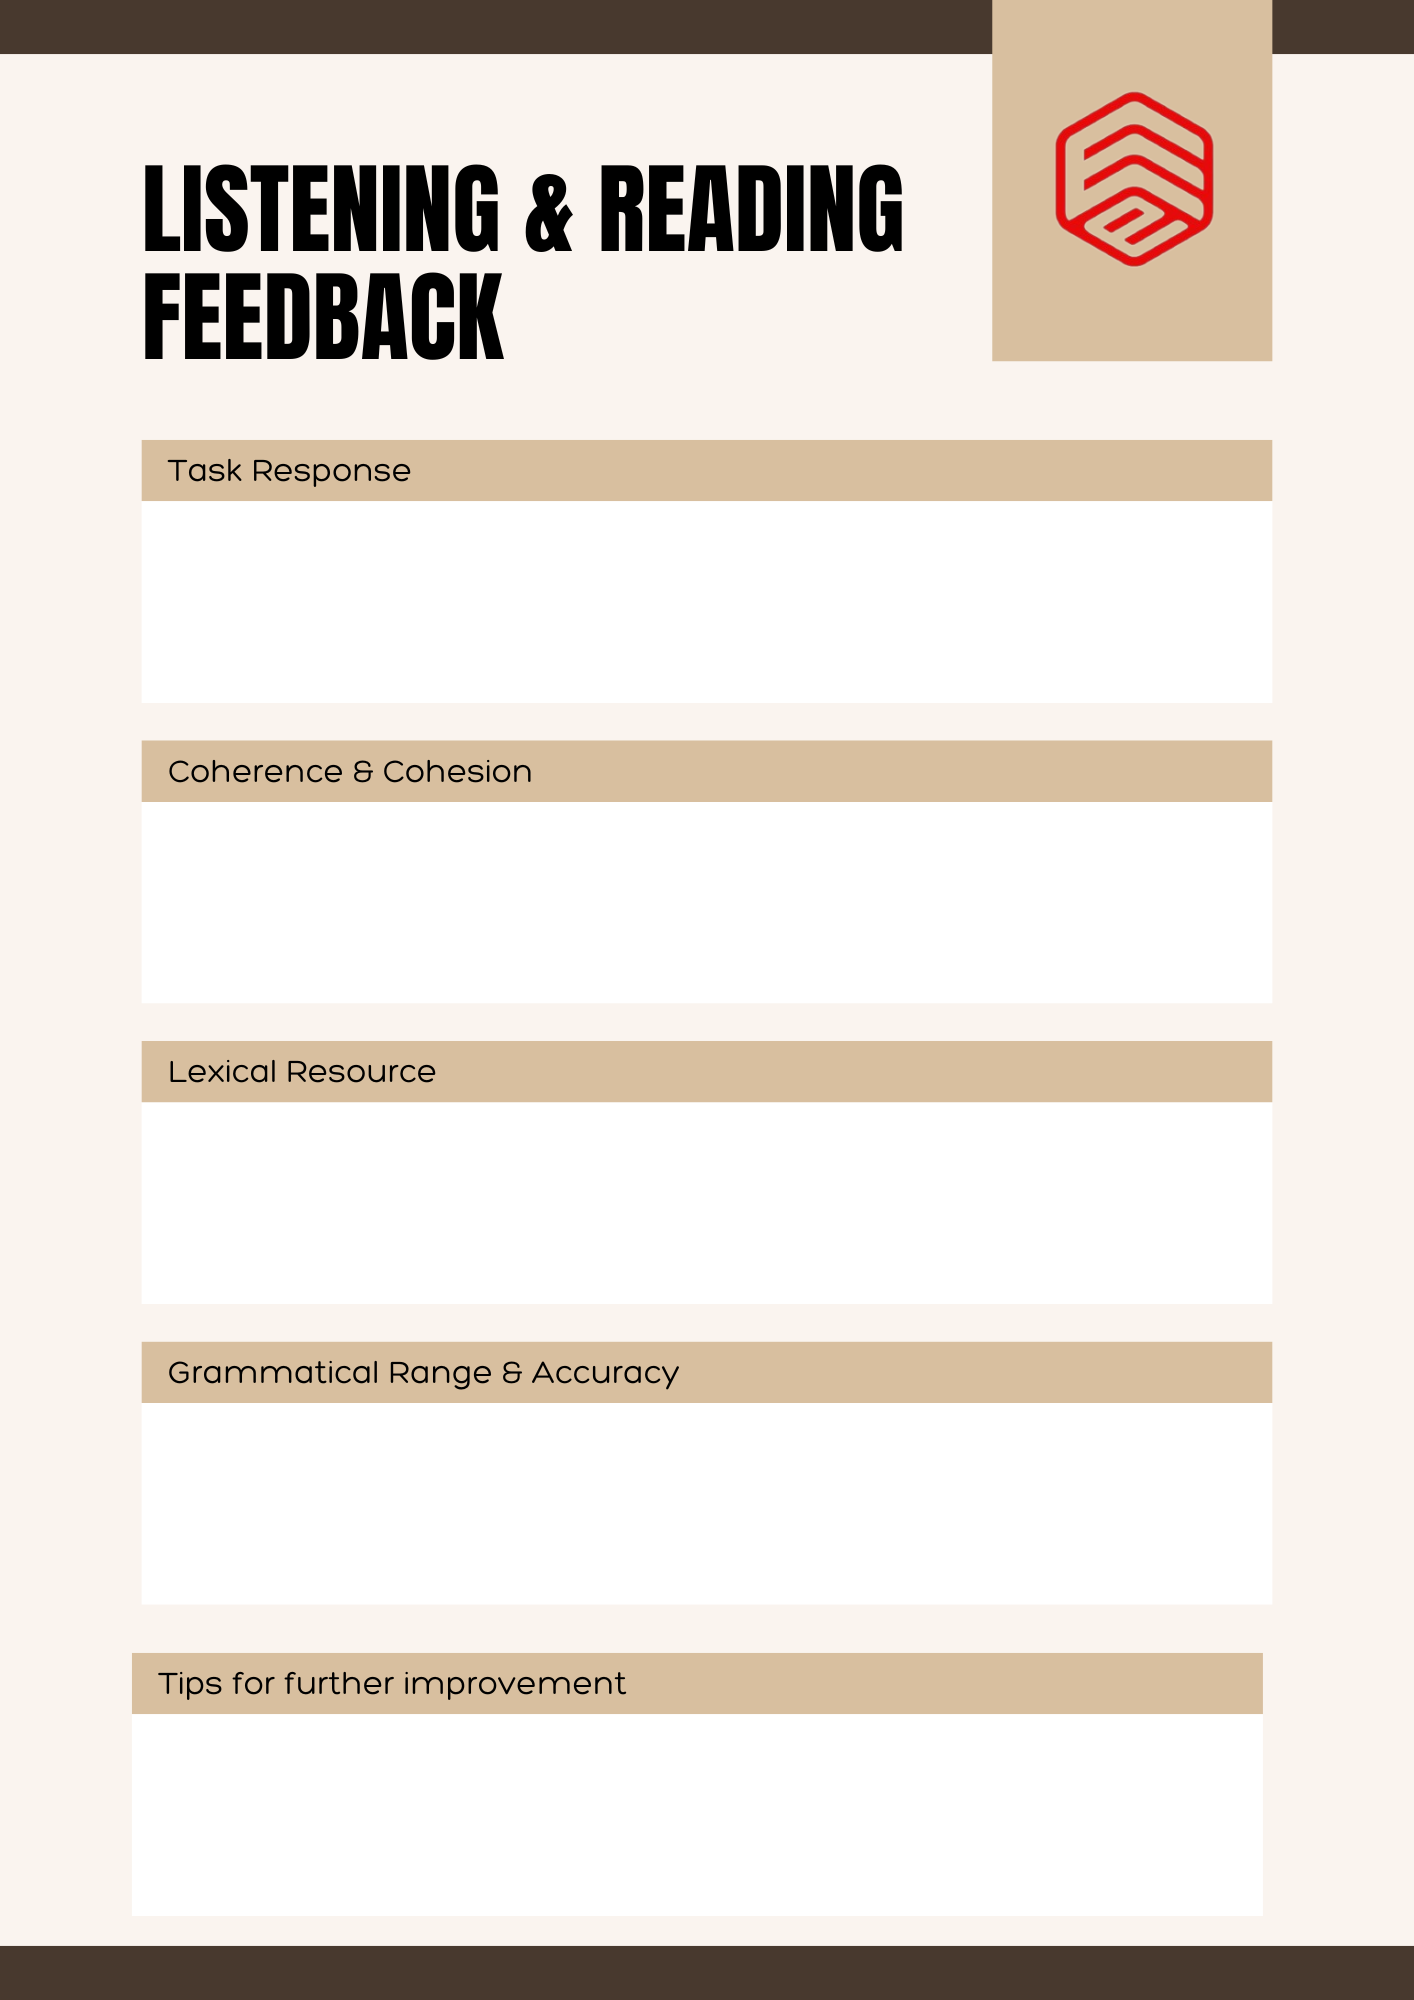 LISTENING & READING
FEEDBACK
Task Response
Coherence & Cohesion
Lexical Resource
Grammatical Range & Accuracy
Tips for further improvement